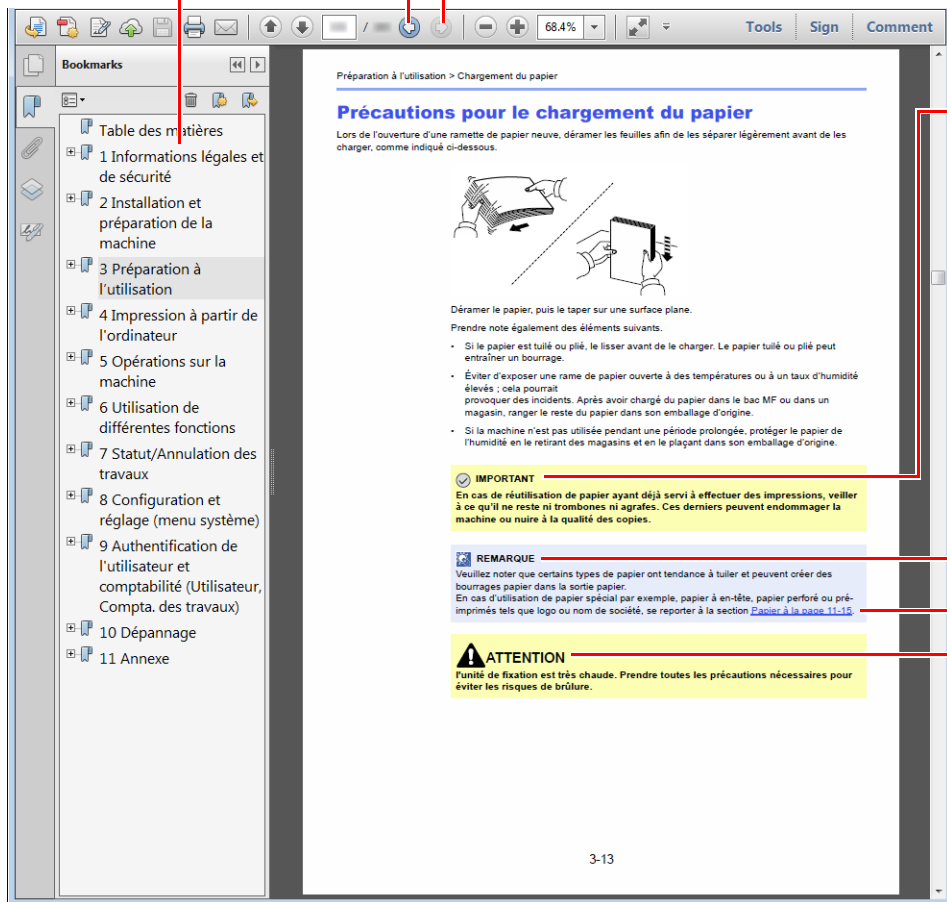 /
68.4%
Tools
Sign
Comment
Bookmarks
Table des matières
1 Informations légales et
de sécurité
2 Installation et
préparation de la
machine
3 Préparation à
l'utilisation
4 Impression à partir de
l'ordinateur
5 Opérations sur la
machine
6 Utilisation de
différentes fonctions
7 Statut/Annulation des
travaux
8 Configuration et
réglage (menu système)
9 Authentification de
l'utilisateur et
comptabilité (Utilisateur,
Compta. des travaux)
10 Dépannage
11 Annexe
Préparation à l'utilisation > Chargement du papier
Précautions pour le chargement du papier
Lors de l'ouverture d'une ramette de papier neuve, déramer les feuilles afin de les séparer légèrement avant de les
charger, comme indiqué ci-dessous.
Déramer le papier, puis le taper sur une surface plane.
Prendre note également des éléments suivants.
• Si le papier est tuilé ou plié, le lisser avant de le charger. Le papier tuilé ou plié peut
entraîner un bourrage.
• Éviter d'exposer une rame de papier ouverte à des températures ou à un taux d'humidité
élevés ; cela pourrait
provoquer des incidents. Après avoir chargé du papier dans le bac MF ou dans un
magasin, ranger le reste du papier dans son emballage d'origine.
• Si la machine n'est pas utilisée pendant une période prolongée, protéger le papier de
l'humidité en le retirant des magasins et en le plaçant dans son emballage d'origine.
IMPORTANT
En cas de réutilisation de papier ayant déjà servi à effectuer des impressions, veiller
à ce qu'il ne reste ni trombones ni agrafes. Ces derniers peuvent endommager la
machine ou nuire à la qualité des copies.
REMARQUE
Veuillez noter que certains types de papier ont tendance à tuiler et peuvent créer des
bourrages papier dans la sortie papier.
En cas d'utilisation de papier spécial par exemple, papier à en-tête, papier perforé ou pré-
imprimés tels que logo ou nom de société, se reporter à la section Papier à la page 11-15.
ATTENTION
l'unité de fixation est très chaude. Prendre toutes les précautions nécessaires pour
éviter les risques de brûlure.
3-13